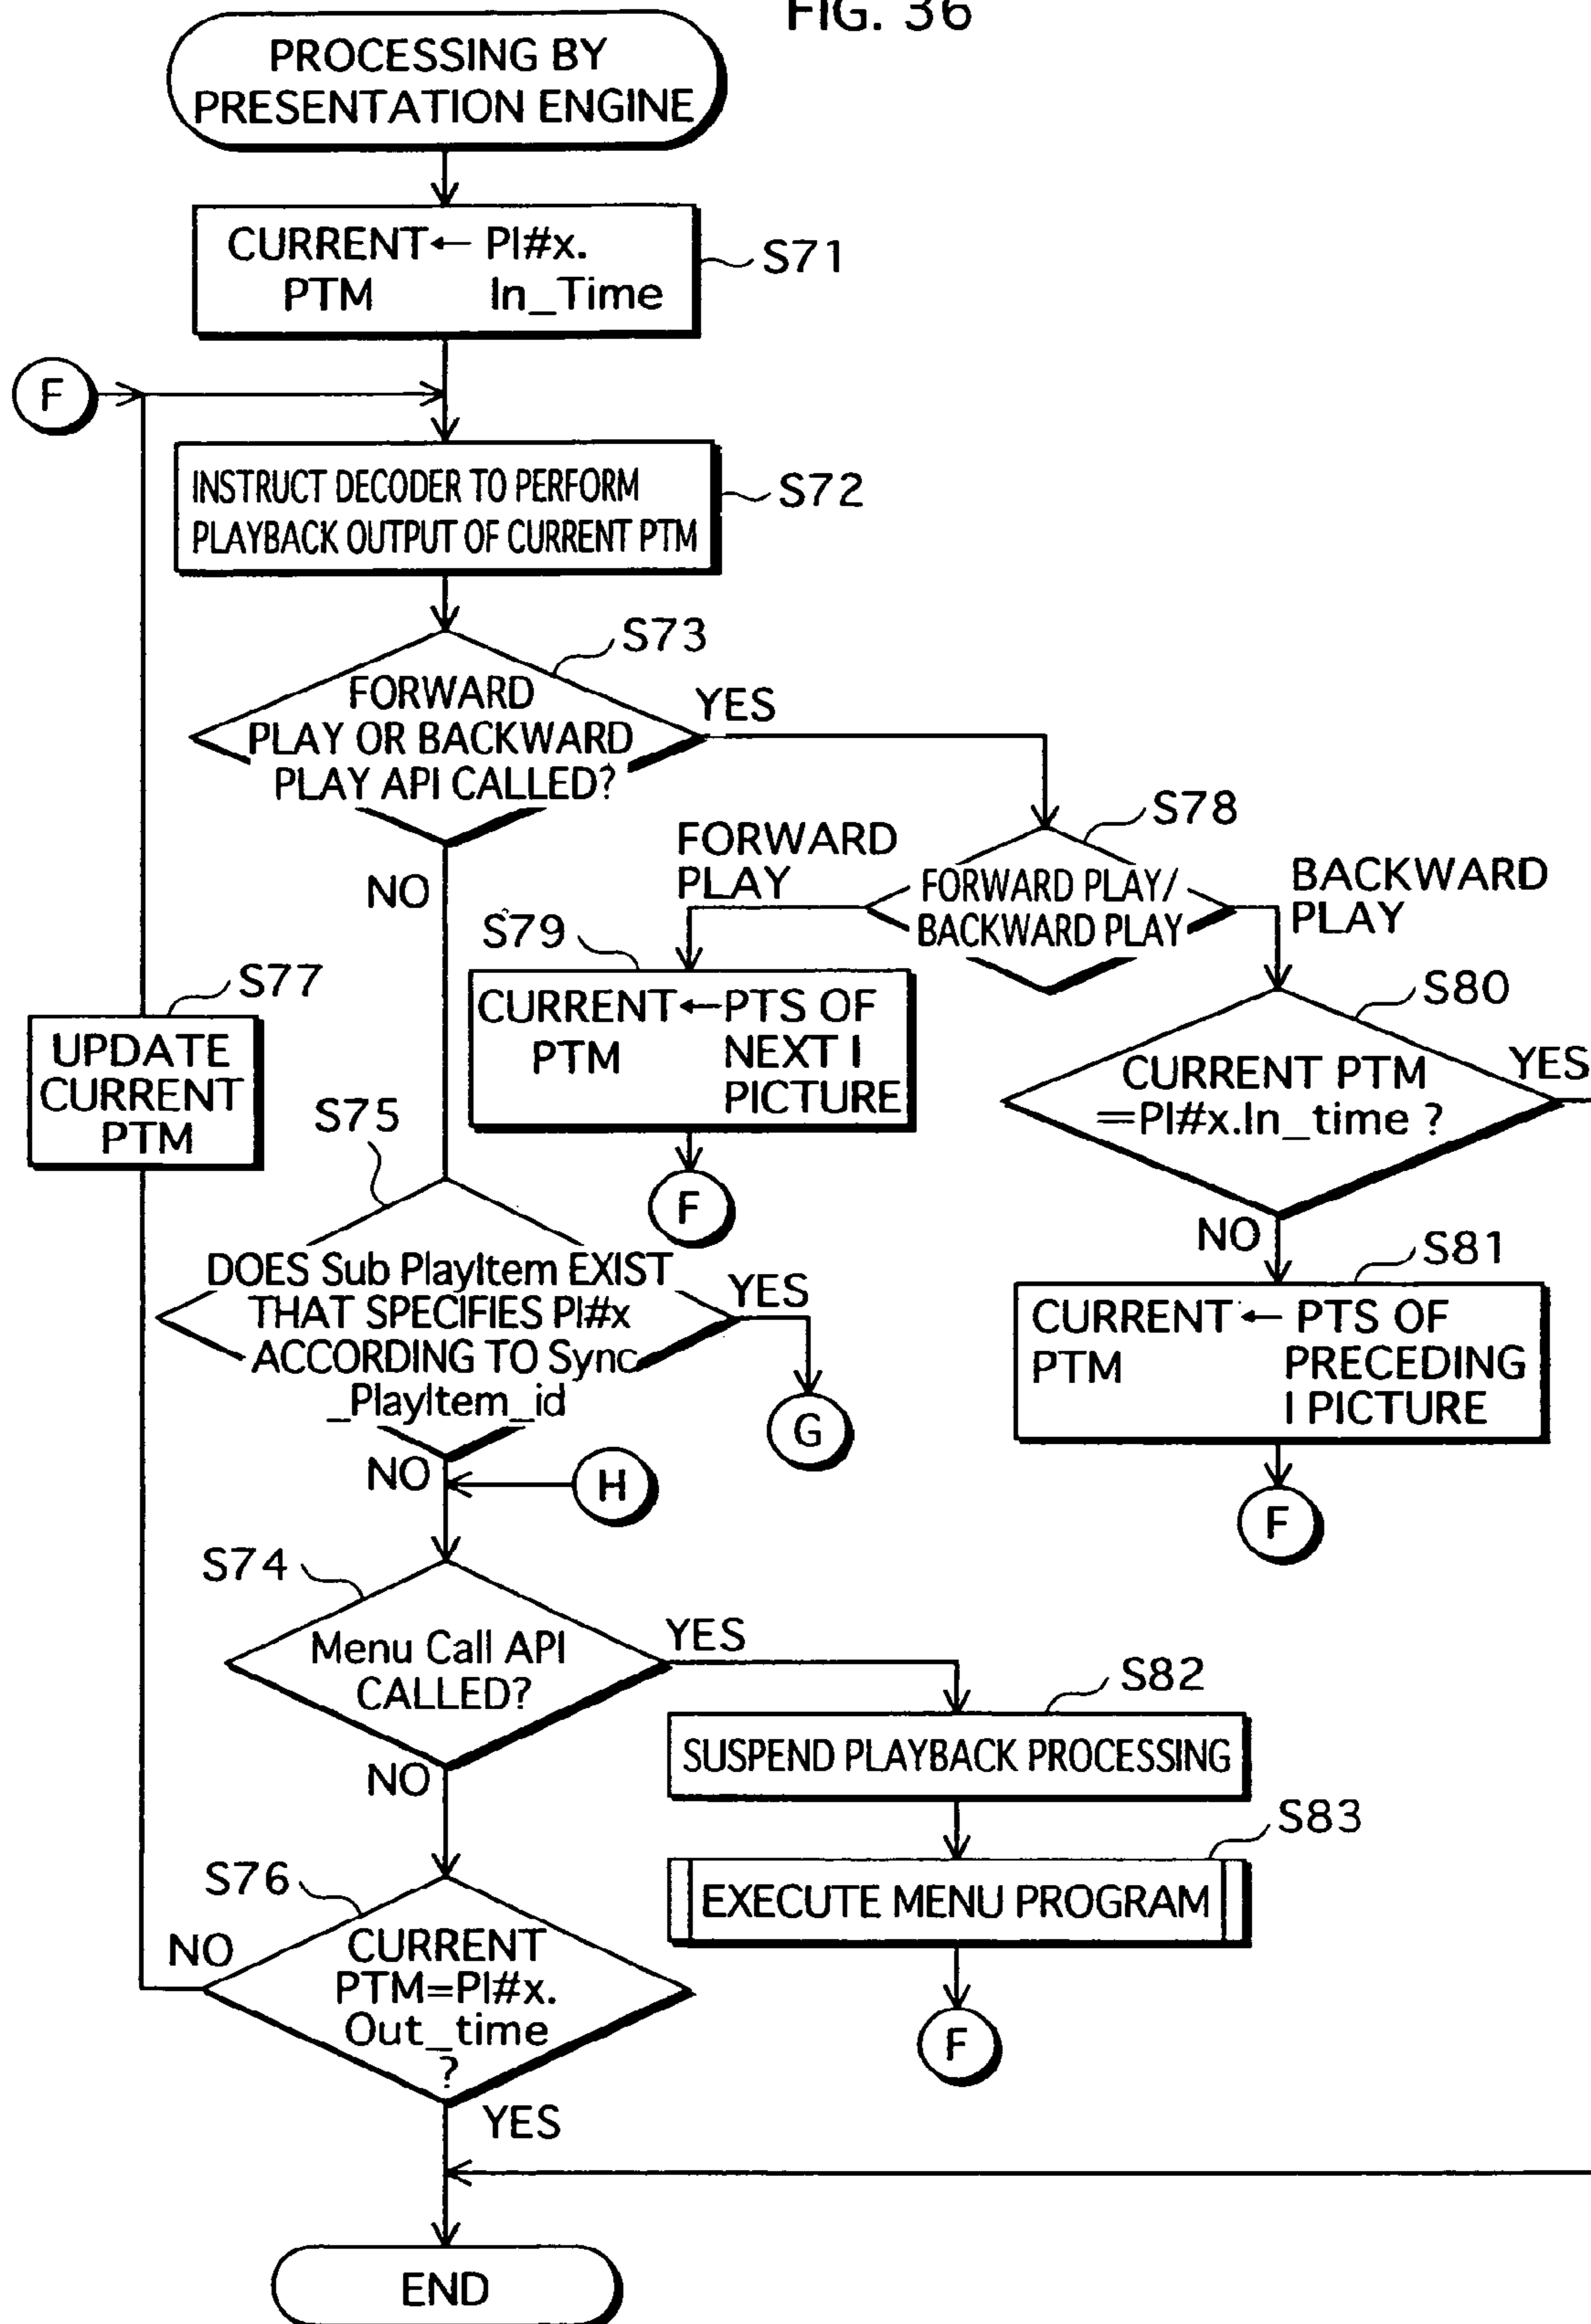 FIG. 36
PROCESSING BY
PRESENTATION ENGINE
CURRENT ← PI#x.
PTM In_Time
S71
F
INSTRUCT DECODER TO PERFORM
PLAYBACK OUTPUT OF CURRENT PTM
S72
S73
FORWARD
PLAY OR BACKWARD
PLAY API CALLED?
YES
NO
S78
FORWARD
PLAY
FORWARD PLAY/
BACKWARD PLAY
BACKWARD
PLAY
S79
CURRENT ← PTS OF
PTM NEXT I
PICTURE
F
S80
CURRENT PTM
=PI#x.In_time ?
YES
NO
S81
CURRENT ← PTS OF
PTM PRECEDING
I PICTURE
F
S77
UPDATE
CURRENT
PTM
S75
DOES Sub PlayItem EXIST
THAT SPECIFIES PI#x
ACCORDING TO Sync
_PlayItem_id
YES
G
NO
H
S74
Menu Call API
CALLED?
YES
NO
S82
SUSPEND PLAYBACK PROCESSING
S83
EXECUTE MENU PROGRAM
F
S76
NO
CURRENT
PTM=PI#x.
Out_time
?
YES
END